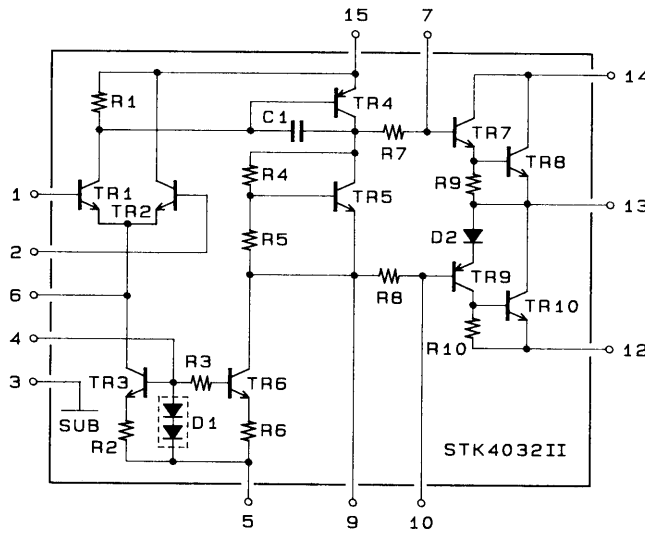 15 7
R1 TR4 14
C1 TR7
R7 TR8
R4 R9
1 TR1 TR5 13
TR2
D2
2 R5
TR9
6 R8 TR10
4 R10 12
R3
3 TR3 TR6
SUB R2 D1 R6
STK4032II
5 9 10